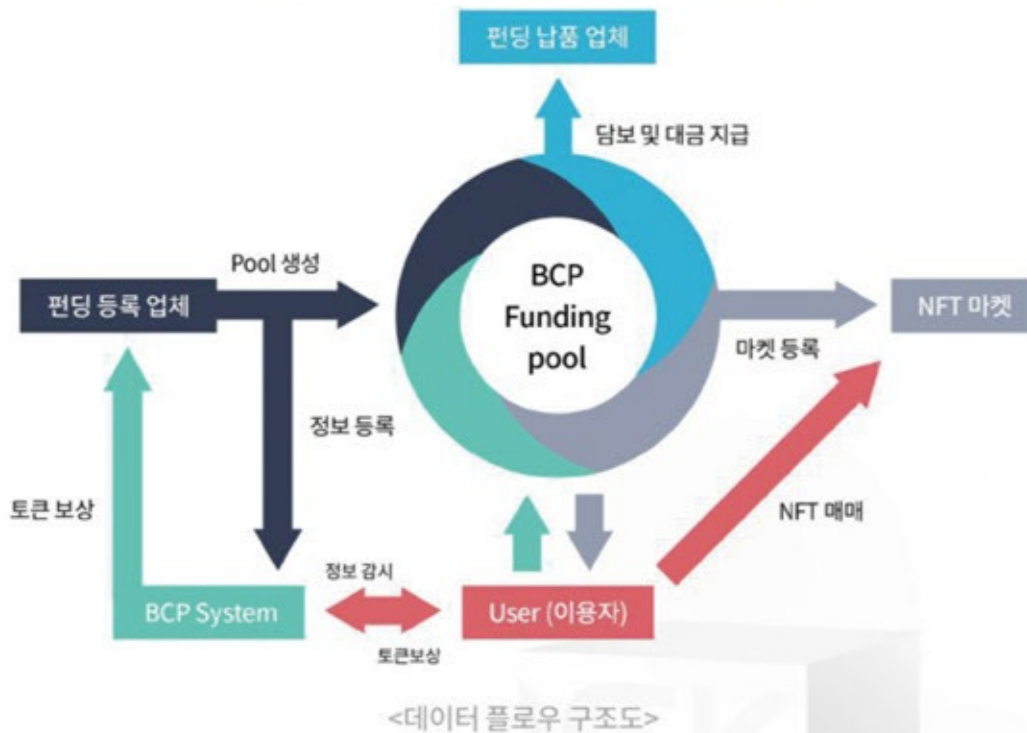 펀딩 납품 업체
담보 및 대금 지급
Pool 생성
펀딩 등록 업체
BCP
Funding
pool
NFT 마켓
마켓 등록
정보 등록
토큰 보상
NFT 매매
정보 감시
BCP System
User (이용자)
토큰보상
<데이터 플로우 구조도>